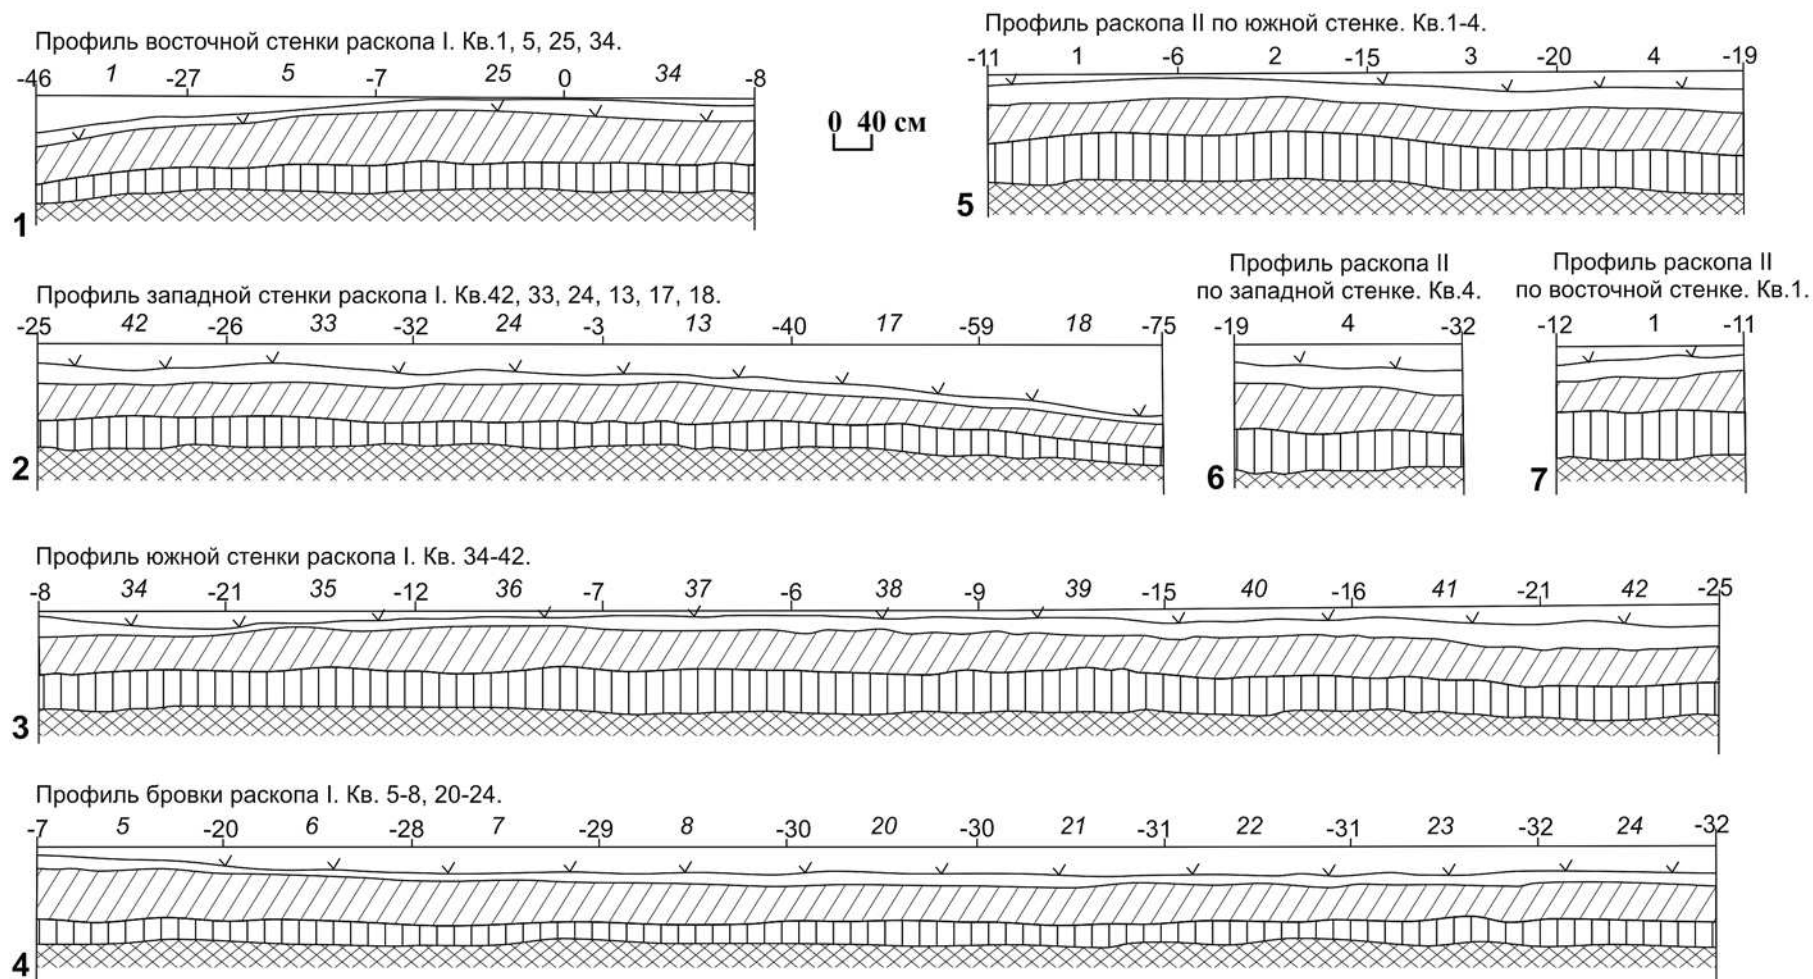 Профиль восточной стенки раскопа I. Кв.1, 5, 25, 34.
-46 1 -27 5 -7 25 0 34 -8
1
0 40 см
Профиль раскопа II по южной стенке. Кв.1-4.
-11 1 -6 2 -15 3 -20 4 -19
5
Профиль западной стенки раскопа I. Кв.42, 33, 24, 13, 17, 18.
-25 42 -26 33 -32 24 -3 13 -40 17 -59 18 -75
2
Профиль раскопа II
по западной стенке. Кв.4.
-19 4 -32
6
Профиль раскопа II
по восточной стенке. Кв.1.
-12 1 -11
7
Профиль южной стенки раскопа I. Кв. 34-42.
-8 34 -21 35 -12 36 -7 37 -6 38 -9 39 -15 40 -16 41 -21 42 -25
3
Профиль бровки раскопа I. Кв. 5-8, 20-24.
-7 5 -20 6 -28 7 -29 8 -30 20 -30 21 -31 22 -31 23 -32 24 -32
4